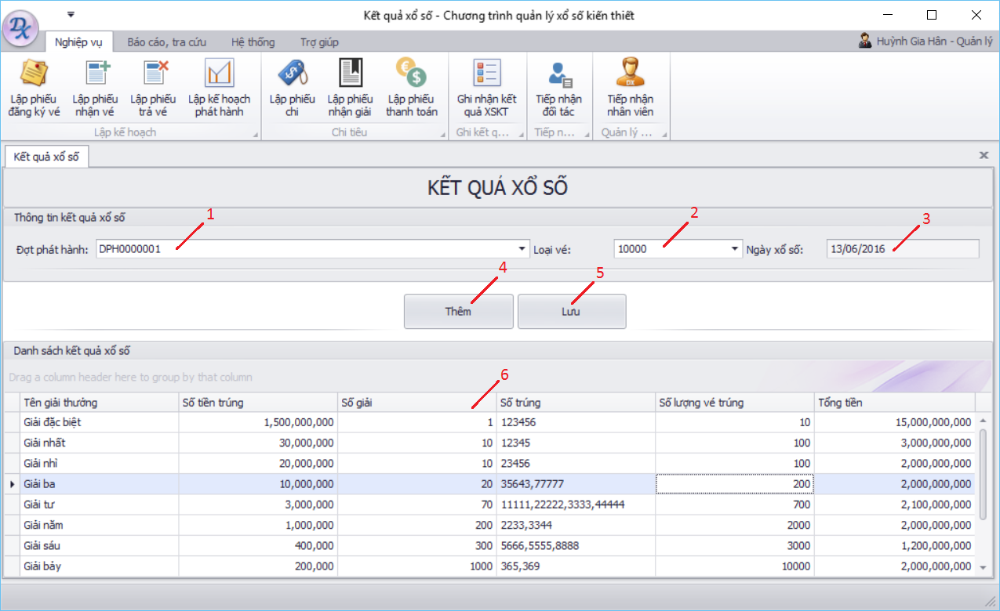 Kết quả xổ số - Chương trình quản lý xổ số kiến thiết
Nghiệp vụ Báo cáo, tra cứu Hệ thống Trợ giúp Huỳnh Gia Hân - Quản lý
Lập phiếu đăng ký vé
Lập phiếu nhận vé
Lập phiếu trả vé
Lập kế hoạch phát hành
Lập phiếu chi
Lập phiếu nhận giải
Lập phiếu thanh toán
Ghi nhận kết quả XSKT
Tiếp nhận đối tác
Tiếp nhận nhân viên
Lập kế hoạch Chi tiêu Ghi kết q... Tiếp n... Quản lý ...
Kết quả xổ số
KẾT QUẢ XỔ SỐ
Thông tin kết quả xổ số
1 2 3
Đợt phát hành: DPH0000001 Loại vé: 10000 Ngày xổ số: 13/06/2016
4 5
Thêm Lưu
Danh sách kết quả xổ số
Drag a column header here to group by that column
6
Tên giải thưởng Số tiền trúng Số giải Số trúng Số lượng vé trúng Tổng tiền
Giải đặc biệt 1,500,000,000 1 123456 10 15,000,000,000
Giải nhất 30,000,000 10 12345 100 3,000,000,000
Giải nhì 20,000,000 10 23456 100 2,000,000,000
Giải ba 10,000,000 20 35643,77777 200 2,000,000,000
Giải tư 3,000,000 70 11111,22222,3333,44444 700 2,100,000,000
Giải năm 1,000,000 200 2233,3344 2000 2,000,000,000
Giải sáu 400,000 300 5666,5555,8888 3000 1,200,000,000
Giải bảy 200,000 1000 365,369 10000 2,000,000,000